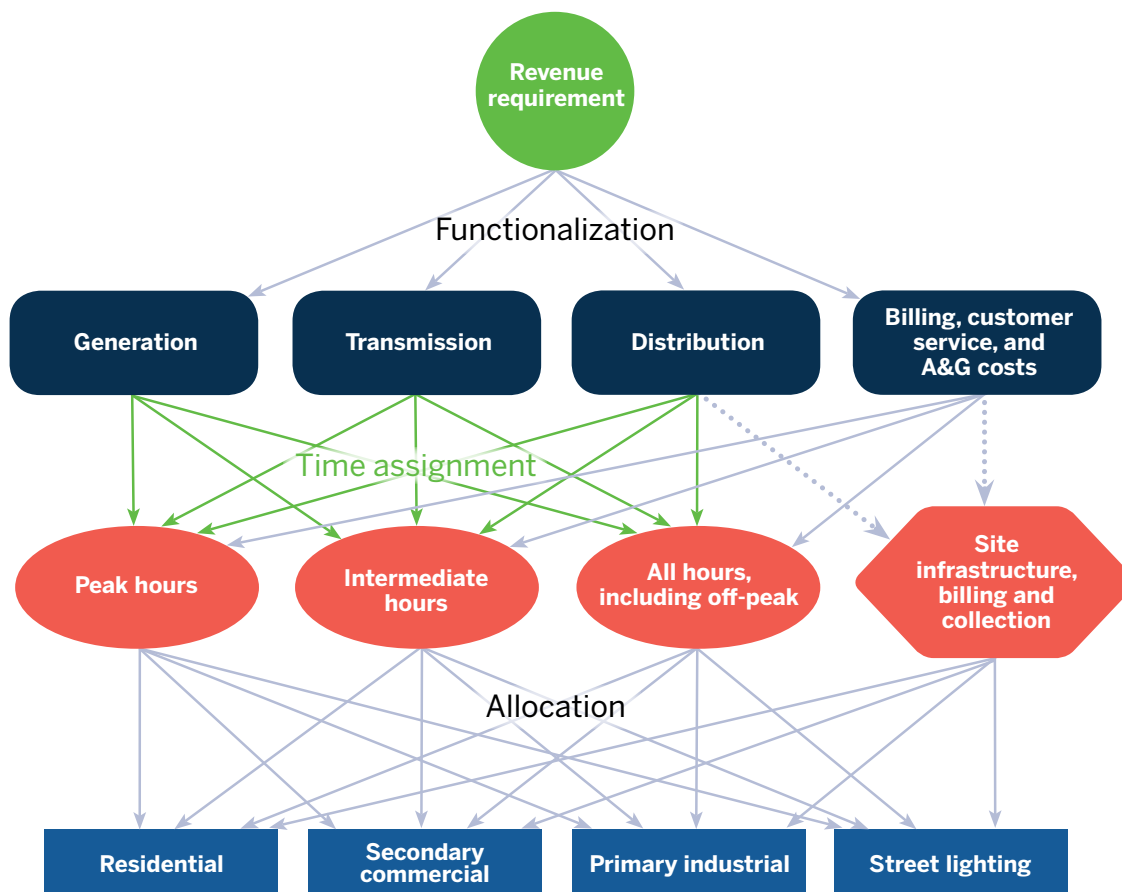 Revenue
requirement
Functionalization
Generation
Transmission
Distribution
Billing, customer
service, and
A&G costs
Time assignment
Peak hours
Intermediate
hours
All hours,
including off-peak
Site
infrastructure,
billing and
collection
Allocation
Residential
Secondary
commercial
Primary industrial
Street lighting